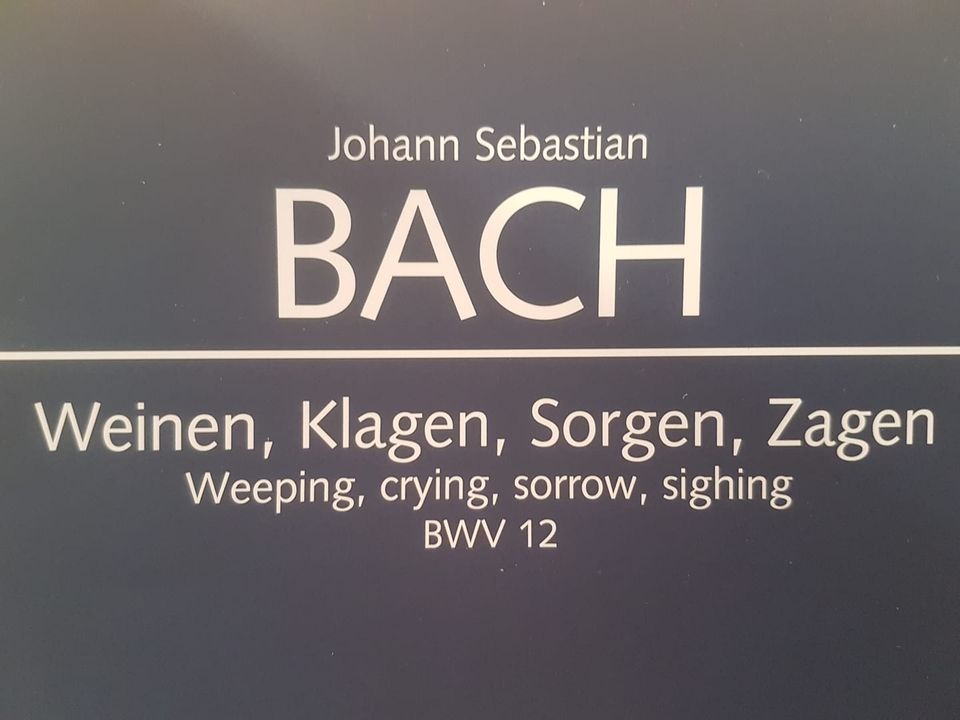 Johann Sebastian
BACH
Weinen, Klagen, Sorgen, Zagen
Weeping, crying, sorrow, sighing
BWV 12